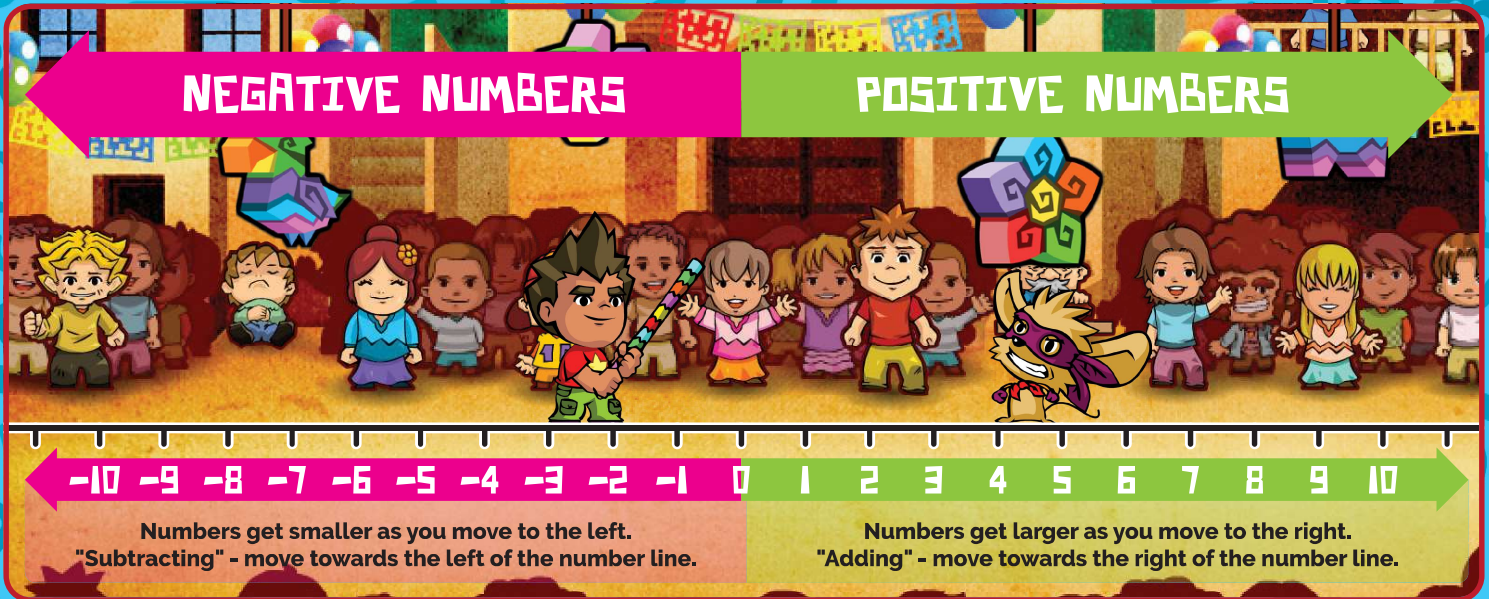 NEGATIVE NUMBERS
POSITIVE NUMBERS
-10 -9 -8 -7 -6 -5 -4 -3 -2 -1 0 1 2 3 4 5 6 7 8 9 10
Numbers get smaller as you move to the left.
"Subtracting" - move towards the left of the number line.
Numbers get larger as you move to the right.
"Adding" - move towards the right of the number line.